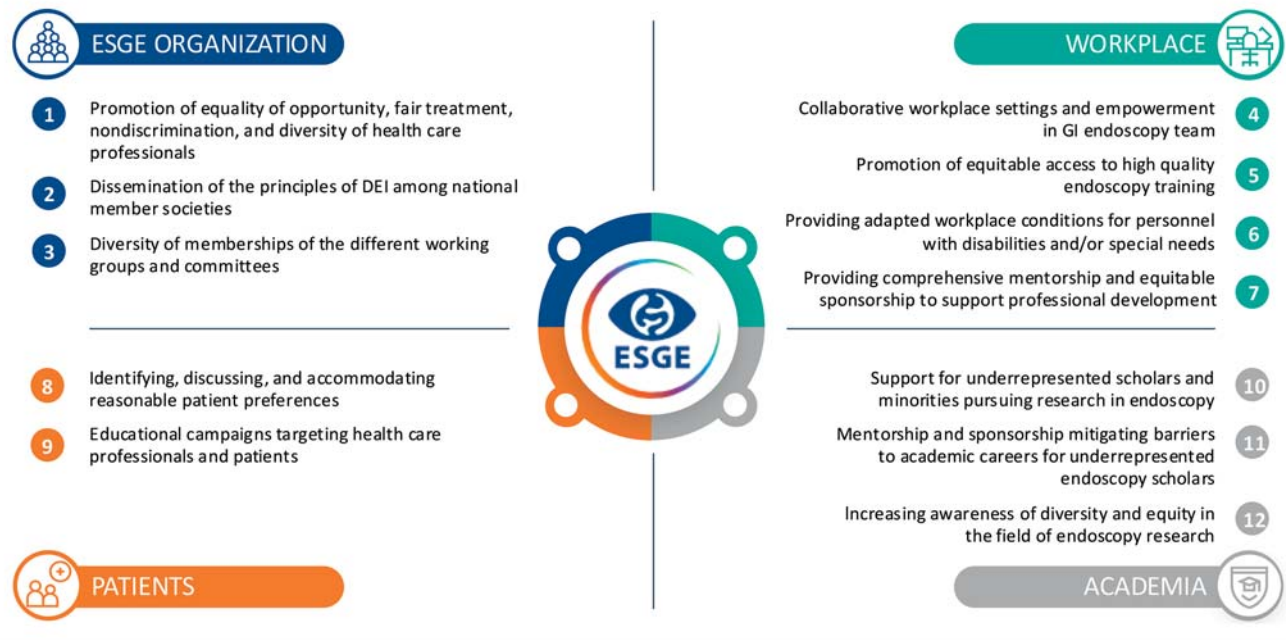 ESGE ORGANIZATION
1
Promotion of equality of opportunity, fair treatment,
nondiscrimination, and diversity of health care
professionals
2
Dissemination of the principles of DEI among national
member societies
3
Diversity of memberships of the different working
groups and committees
WORKPLACE
Collaborative workplace settings and empowerment
in GI endoscopy team
4
Promotion of equitable access to high quality
endoscopy training
5
Providing adapted workplace conditions for personnel
with disabilities and/or special needs
6
Providing comprehensive mentorship and equitable
sponsorship to support professional development
7
ESGE
8
Identifying, discussing, and accommodating
reasonable patient preferences
9
Educational campaigns targeting health care
professionals and patients
PATIENTS
Support for underrepresented scholars and
minorities pursuing research in endoscopy
10
Mentorship and sponsorship mitigating barriers
to academic careers for underrepresented
endoscopy scholars
11
Increasing awareness of diversity and equity in
the field of endoscopy research
12
ACADEMIA